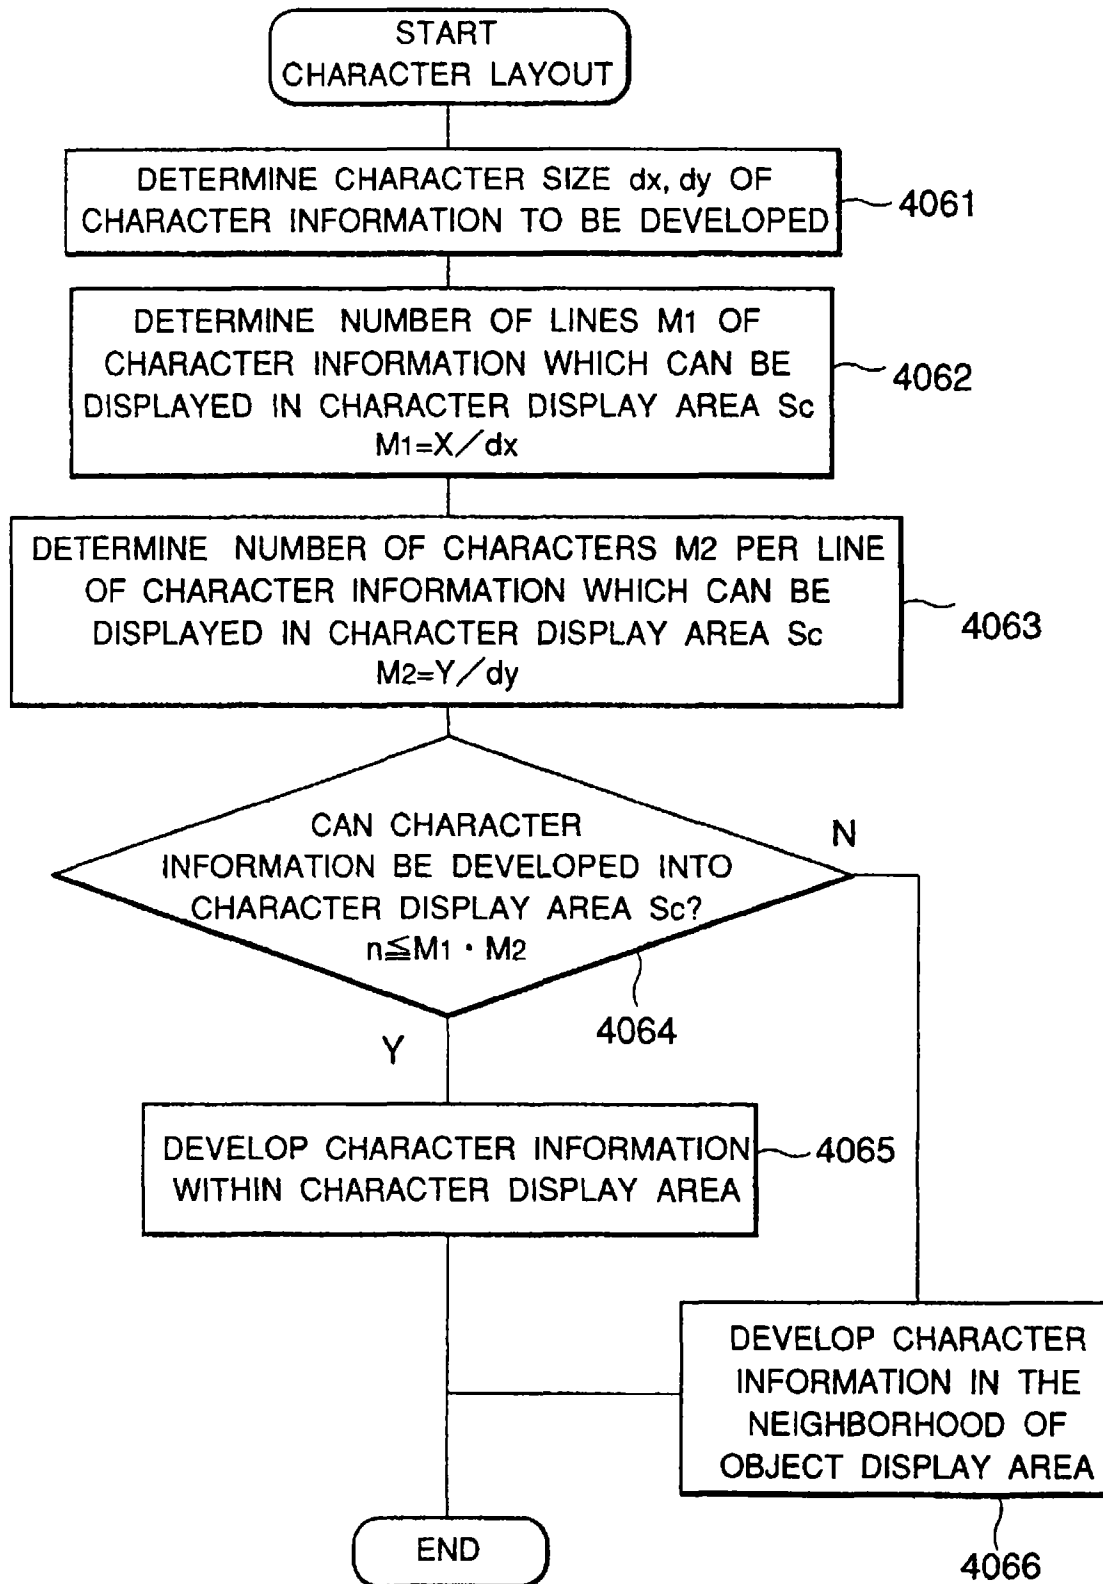 START
CHARACTER LAYOUT
DETERMINE CHARACTER SIZE dx, dy OF
CHARACTER INFORMATION TO BE DEVELOPED
4061
DETERMINE NUMBER OF LINES M1 OF
CHARACTER INFORMATION WHICH CAN BE
DISPLAYED IN CHARACTER DISPLAY AREA Sc
M1=X/dx
4062
DETERMINE NUMBER OF CHARACTERS M2 PER LINE
OF CHARACTER INFORMATION WHICH CAN BE
DISPLAYED IN CHARACTER DISPLAY AREA Sc
M2=Y/dy
4063
CAN CHARACTER
INFORMATION BE DEVELOPED INTO
CHARACTER DISPLAY AREA Sc?
n≦M1・M2
N
4064
Y
DEVELOP CHARACTER INFORMATION
WITHIN CHARACTER DISPLAY AREA
4065
DEVELOP CHARACTER
INFORMATION IN THE
NEIGHBORHOOD OF
OBJECT DISPLAY AREA
4066
END